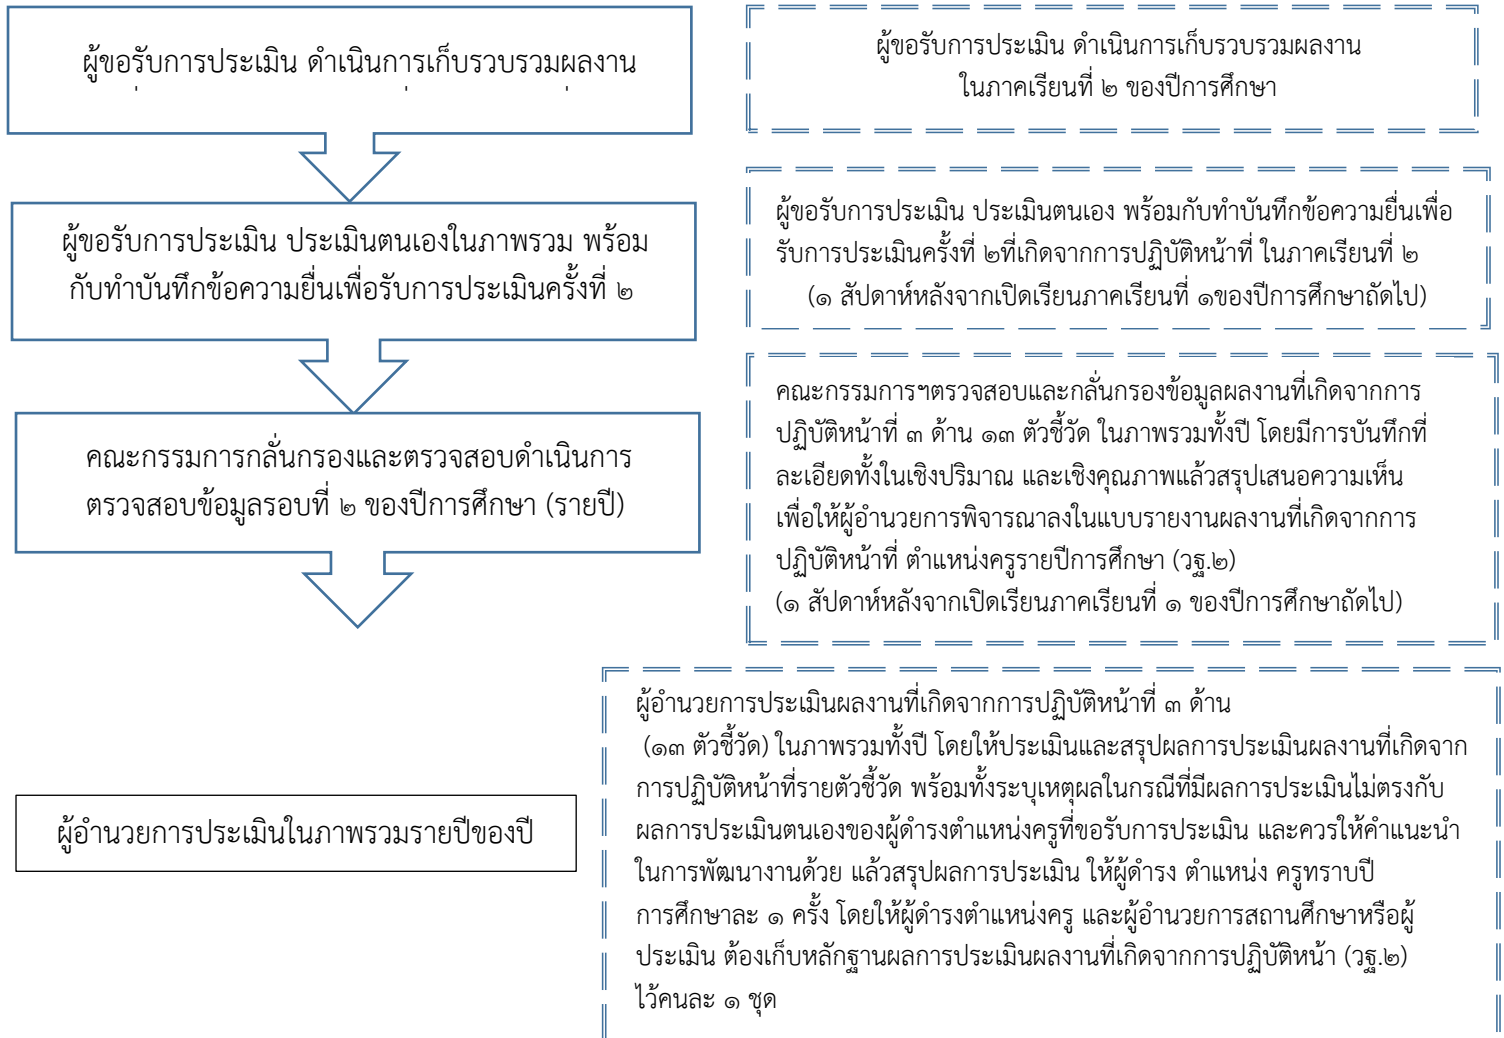 ผู้ขอรับการประเมิน ดำเนินการเก็บรวบรวมผลงาน
ผู้ขอรับการประเมิน ดำเนินการเก็บรวบรวมผลงาน
ในภาคเรียนที่ ๒ ของปีการศึกษา
ผู้ขอรับการประเมิน ประเมินตนเองในภาพรวม พร้อม
กับทำบันทึกข้อความยื่นเพื่อรับการประเมินครั้งที่ ๒
ผู้ขอรับการประเมิน ประเมินตนเอง พร้อมกับทำบันทึกข้อความยื่นเพื่อ
รับการประเมินครั้งที่ ๒ที่เกิดจากการปฏิบัติหน้าที่ ในภาคเรียนที่ ๒
(๑ สัปดาห์หลังจากเปิดเรียนภาคเรียนที่ ๑ของปีการศึกษาถัดไป)
คณะกรรมการกลั่นกรองและตรวจสอบดำเนินการ
ตรวจสอบข้อมูลรอบที่ ๒ ของปีการศึกษา (รายปี)
คณะกรรมการฯตรวจสอบและกลั่นกรองข้อมูลผลงานที่เกิดจากการ
ปฏิบัติหน้าที่ ๓ ด้าน ๑๓ ตัวชี้วัด ในภาพรวมทั้งปี โดยมีการบันทึกที่
ละเอียดทั้งในเชิงปริมาณ และเชิงคุณภาพแล้วสรุปเสนอความเห็น
เพื่อให้ผู้อำนวยการพิจารณาลงในแบบรายงานผลงานที่เกิดจากการ
ปฏิบัติหน้าที่ ตำแหน่งครูรายปีการศึกษา (วฐ.๒)
(๑ สัปดาห์หลังจากเปิดเรียนภาคเรียนที่ ๑ ของปีการศึกษาถัดไป)
ผู้อำนวยการประเมินในภาพรวมรายปีของปี
ผู้อำนวยการประเมินผลงานที่เกิดจากการปฏิบัติหน้าที่ ๓ ด้าน
(๑๓ ตัวชี้วัด) ในภาพรวมทั้งปี โดยให้ประเมินและสรุปผลการประเมินผลงานที่เกิดจาก
การปฏิบัติหน้าที่รายตัวชี้วัด พร้อมทั้งระบุเหตุผลในกรณีที่มีผลการประเมินไม่ตรงกับ
ผลการประเมินตนเองของผู้ดำรงตำแหน่งครูที่ขอรับการประเมิน และควรให้คำแนะนำ
ในการพัฒนางานด้วย แล้วสรุปผลการประเมิน ให้ผู้ดำรง ตำแหน่ง ครูทราบปี
การศึกษาละ ๑ ครั้ง โดยให้ผู้ดำรงตำแหน่งครู และผู้อำนวยการสถานศึกษาหรือผู้
ประเมิน ต้องเก็บหลักฐานผลการประเมินผลงานที่เกิดจากการปฏิบัติหน้า (วฐ.๒)
ไว้คนละ ๑ ชุด